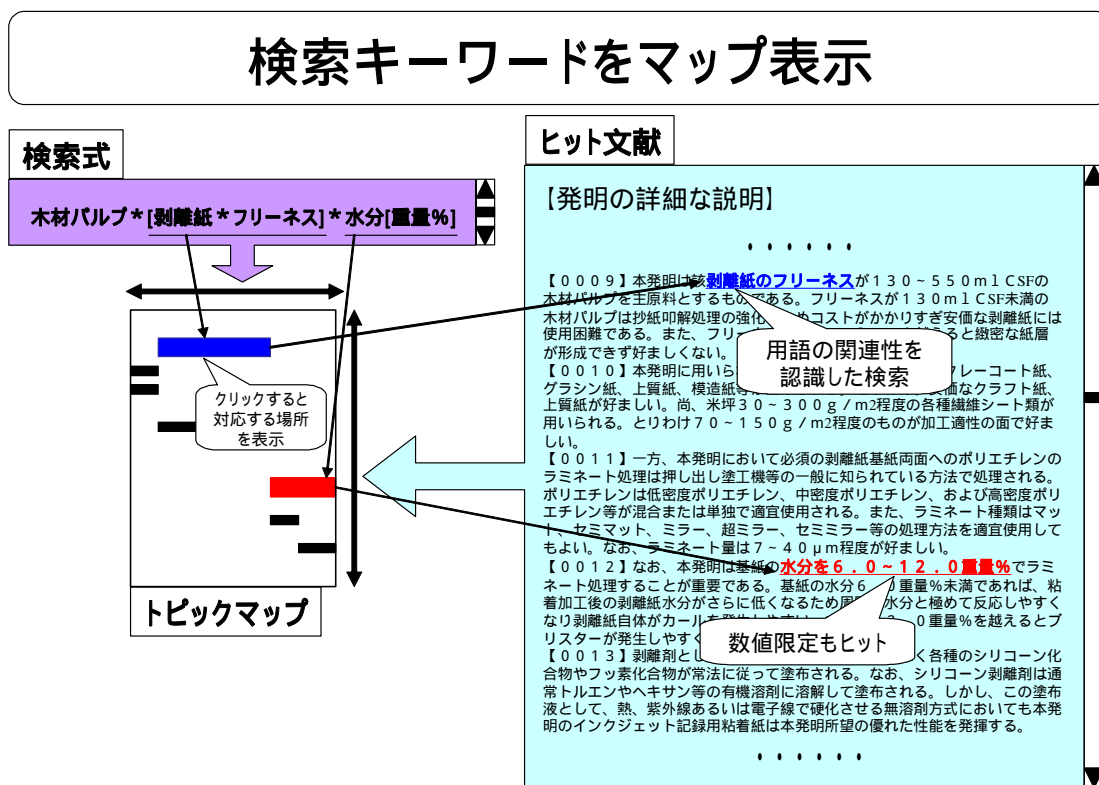 検索キーワードをマップ表示
検索式
木材パルプ*[剥離紙*フリーネス]*水分[重量%]
クリックすると
対応する場所
を表示
トピックマップ
ヒット文献
【発明の詳細な説明】
・・・・・・
【0009】本発明は該剥離紙のフリーネスが130~550mlCSFの
木材パルプを主原料とするものである。フリーネスが130mlCSF未満の
木材パルプは抄紙叩解処理の強化 めコストがかかりすぎ安価な剥離紙には
使用困難である。また、フリー ると緻密な紙層
が形成できず好ましくない。
用語の関連性を
認識した検索
【0010】本発明に用いら クレーコート紙、
グラシン紙、上質紙、模造紙等 価なクラフト紙、
上質紙が好ましい。尚、米坪30~300g/m2程度の各種繊維シート類が
用いられる。とりわけ70~150g/m2程度のものが加工適性の面で好ま
しい。
【0011】一方、本発明において必須の剥離紙基紙両面へのポリエチレンの
ラミネート処理は押し出し塗工機等の一般に知られている方法で処理される。
ポリエチレンは低密度ポリエチレン、中密度ポリエチレン、および高密度ポリ
エチレン等が混合または単独で適宜使用される。また、ラミネート種類はマッ
ト、セミマット、ミラー、超ミラー、セミミラー等の処理方法を適宜使用して
もよい。なお、ラミネート量は7~40μm程度が好ましい。
【0012】なお、本発明は基紙の水分を6.0~12.0重量%でラミ
ネート処理することが重要である。基紙の水分6. 0重量%未満であれば、粘
着加工後の剥離紙水分がさらに低くなるため周 水分と極めて反応しやすく
なり剥離紙自体がカールを発生しやすい .0重量%を越えるとブ
リスターが発生しやすく
数値限定もヒット
【0013】剥離剤とし く各種のシリコーン化
合物やフッ素化合物が常法に従って塗布される。なお、シリコーン剥離剤は通
常トルエンやヘキサン等の有機溶剤に溶解して塗布される。しかし、この塗布
液として、熱、紫外線あるいは電子線で硬化させる無溶剤方式においても本発
明のインクジェット記録用粘着紙は本発明所望の優れた性能を発揮する。
・・・・・・